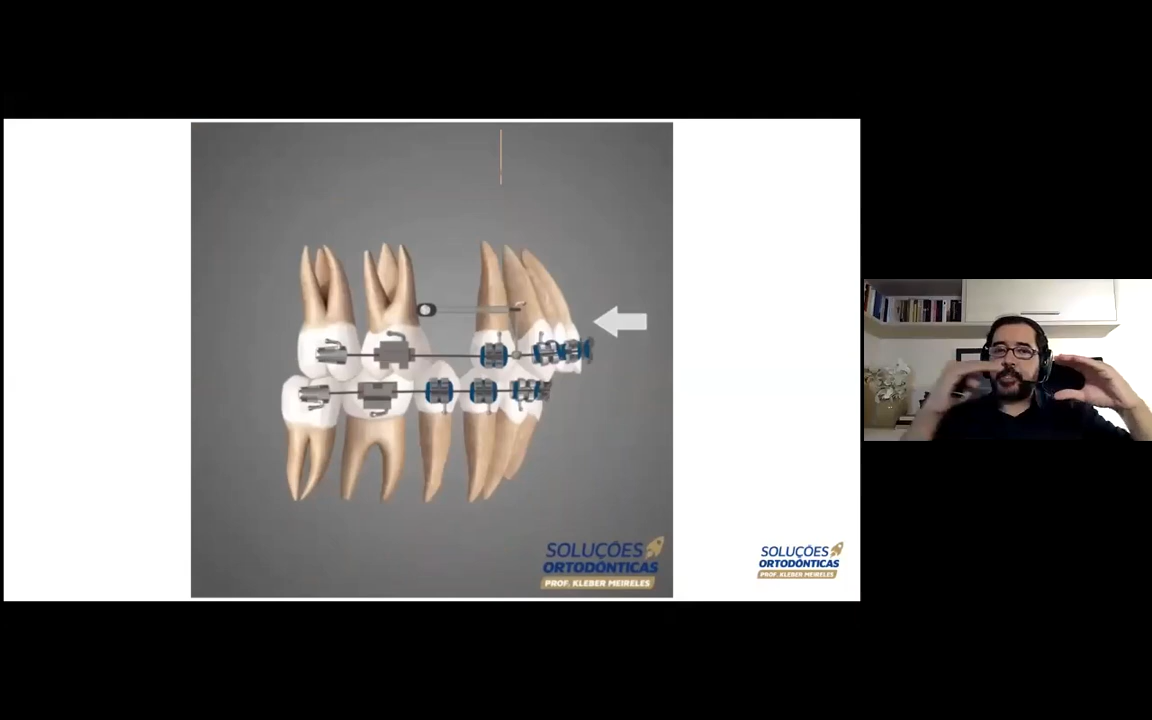 SOLUÇÕES
ORTODÔNTICAS
PROF. KLEBER MEIRELES
SOLUÇÕES
ORTODÔNTICAS
PROF. KLEBER MEIRELES